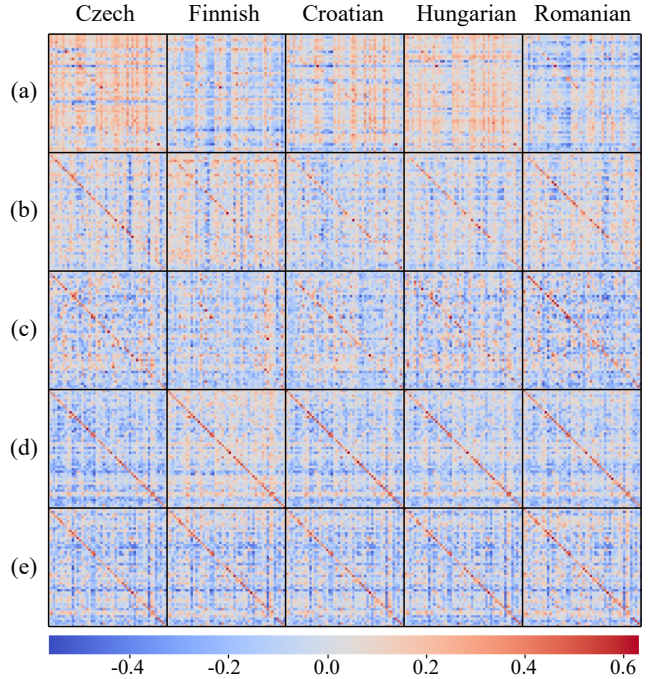 Czech Finnish Croatian Hungarian Romanian
(a)
(b)
(c)
(d)
(e)
-0.4 -0.2 0.0 0.2 0.4 0.6